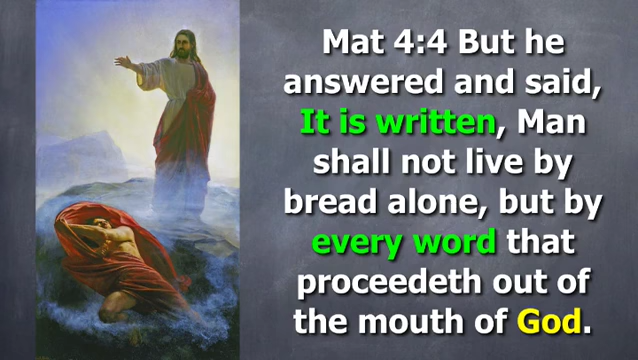 Mat 4:4 But he
answered and said,
It is written, Man
shall not live by
bread alone, but by
every word that
proceedeth out of
the mouth of God.